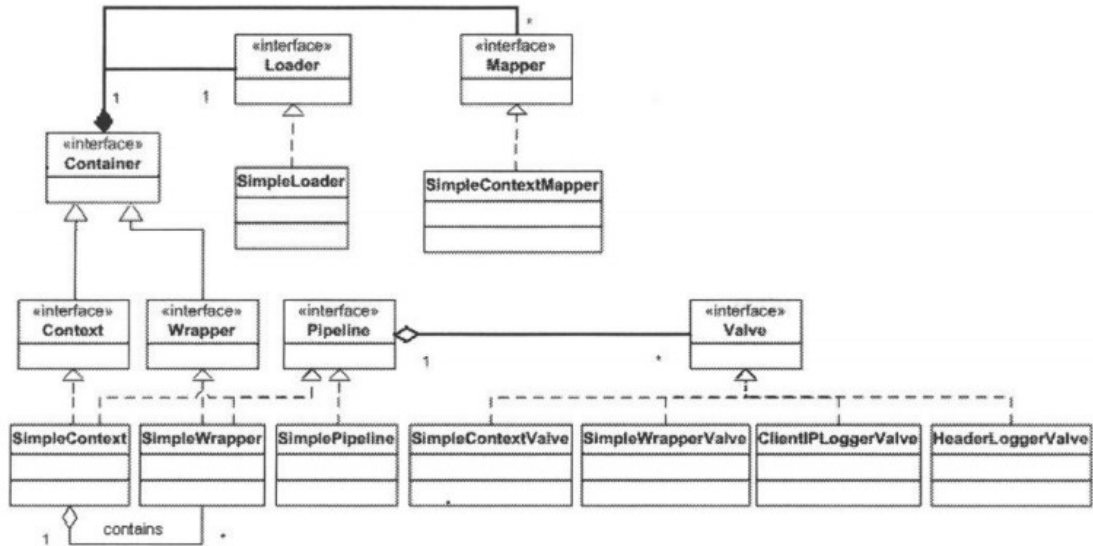 *
«interface»
Loader
«interface»
Mapper
1
1
«interface»
Container
SimpleLoader
SimpleContextMapper
«interface»
Context
«interface»
Wrapper
«interface»
Pipeline
«interface»
Valve
1
*
SimpleContext
SimpleWrapper
SimplePipeline
SimpleContextValve
SimpleWrapperValve
ClientIPLoggerValve
HeaderLoggerValve
1
contains
*